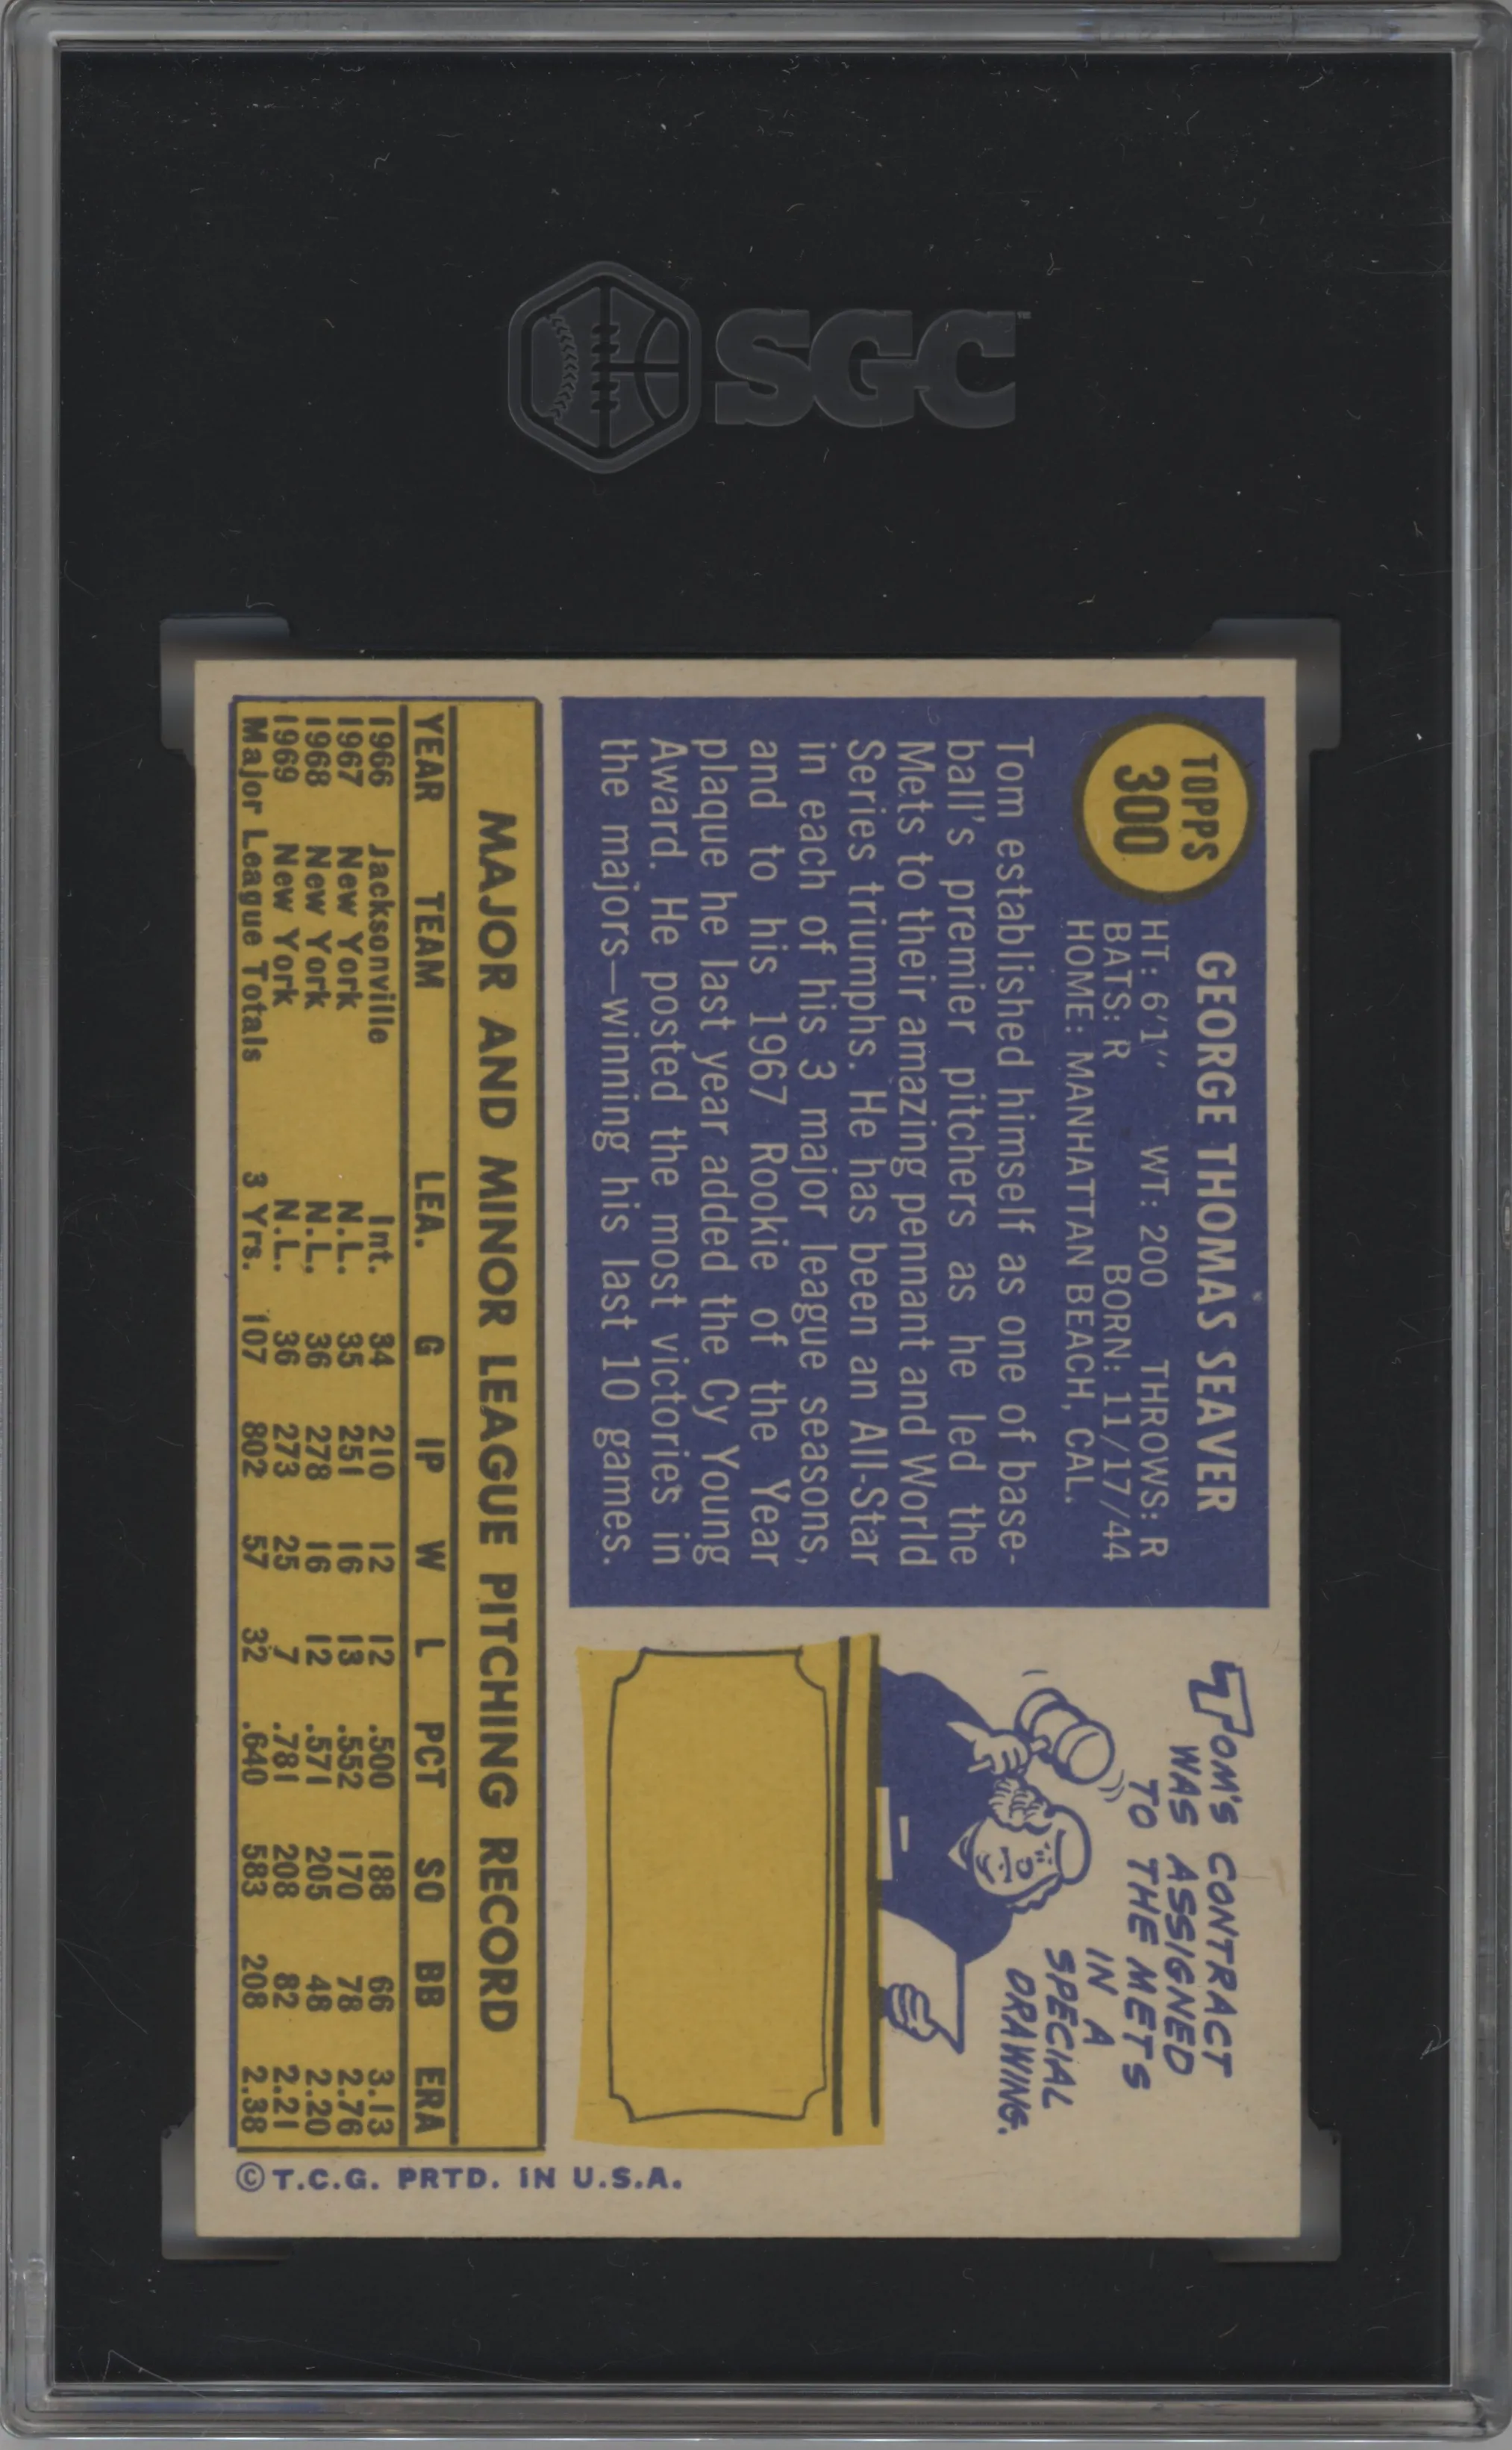 SGC™
TOPPS
300
GEORGE THOMAS SEAVER
HT: 6'1" WT: 200 THROWS: R
BATS: R BORN: 11/17/44
HOME: MANHATTAN BEACH, CAL.
Tom established himself as one of base-
ball's premier pitchers as he led the
Mets to their amazing pennant and World
Series triumphs. He has been an All-Star
in each of his 3 major league seasons,
and to his 1967 Rookie of the Year
plaque he last year added the Cy Young
Award. He posted the most victories in
the majors—winning his last 10 games.
TOM'S CONTRACT
WAS ASSIGNED
TO THE METS
IN A
SPECIAL
DRAWING.
MAJOR AND MINOR LEAGUE PITCHING RECORD
YEAR TEAM LEA. G IP W L PCT SO BB ERA
1966 Jacksonville Int. 34 210 12 12 .500 188 66 3.13
1967 New York N.L. 35 251 16 13 .552 170 78 2.76
1968 New York N.L. 36 278 16 12 .571 205 48 2.20
1969 New York N.L. 36 273 25 7 .781 208 82 2.21
Major League Totals 3 Yrs. 107 802 57 32 .640 583 208 2.38
©T.C.G. PRTD. IN U.S.A.